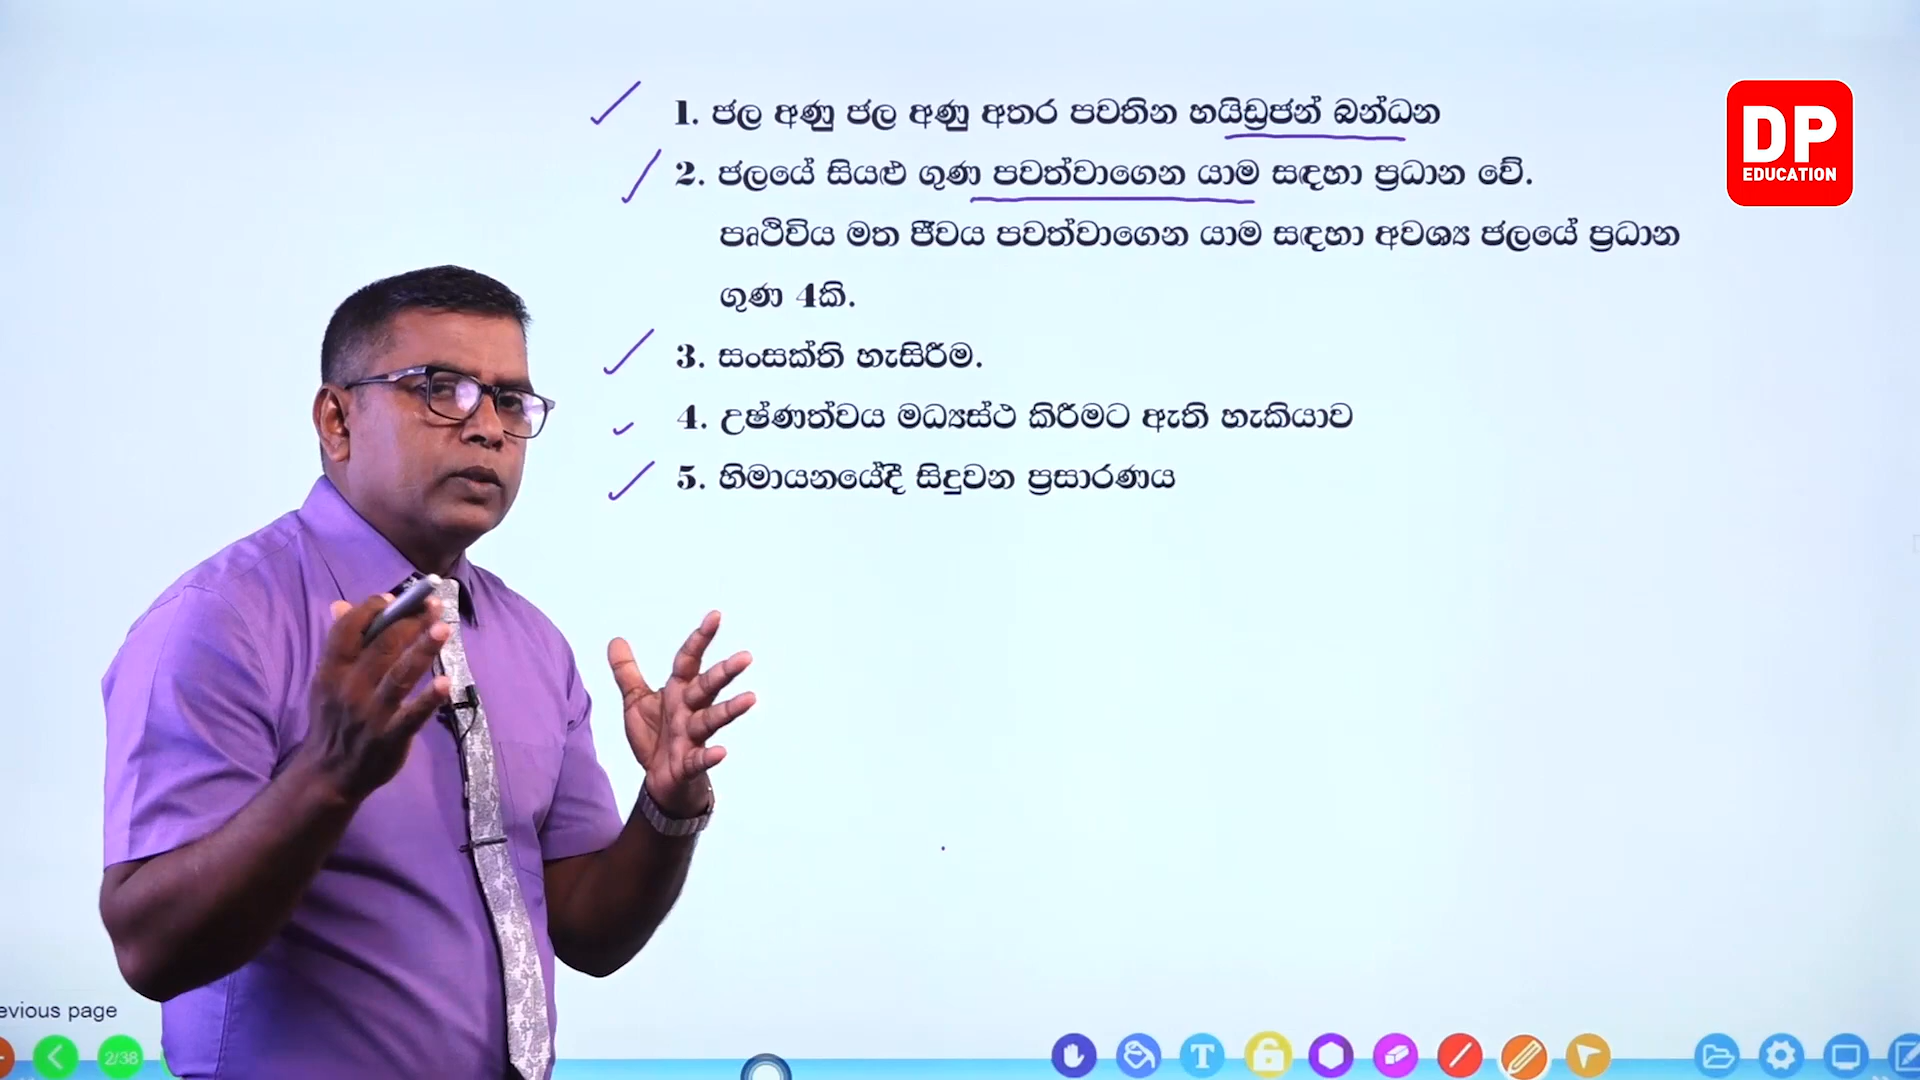 1. ජල අණු ජල අණු අතර පවතින හයිඩ්‍රජන් බන්ධන
2. ජලයේ සියළු ගුණ පවත්වාගෙන යාම සඳහා ප්‍රධාන වේ.
පෘථිවිය මත ජීවය පවත්වාගෙන යාම සඳහා අවශ්‍ය ජලයේ ප්‍රධාන
ගුණ 4කි.
3. සංසක්ති හැසිරීම.
4. උෂ්ණත්වය මධ්‍යස්ථ කිරීමට ඇති හැකියාව
5. හිමායනයේදී සිදුවන ප්‍රසාරණය
DP
EDUCATION
evious page
2/38
T